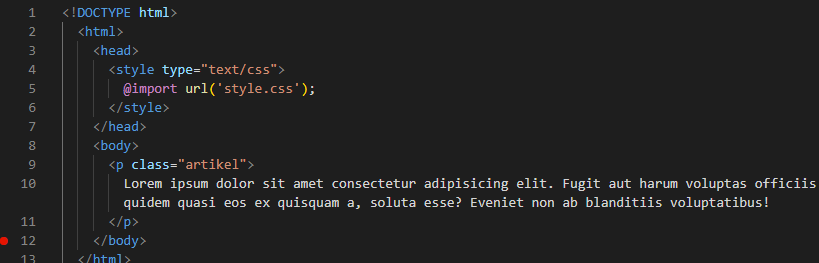 1 <!DOCTYPE html>
2 <html>
3 <head>
4 <style type="text/css">
5 @import url('style.css');
6 </style>
7 </head>
8 <body>
9 <p class="artikel">
10 Lorem ipsum dolor sit amet consectetur adipisicing elit. Fugit aut harum voluptas officiis
quidem quasi eos ex quisquam a, soluta esse? Eveniet non ab blanditiis voluptatibus!
11 </p>
12 </body>
13 </html>